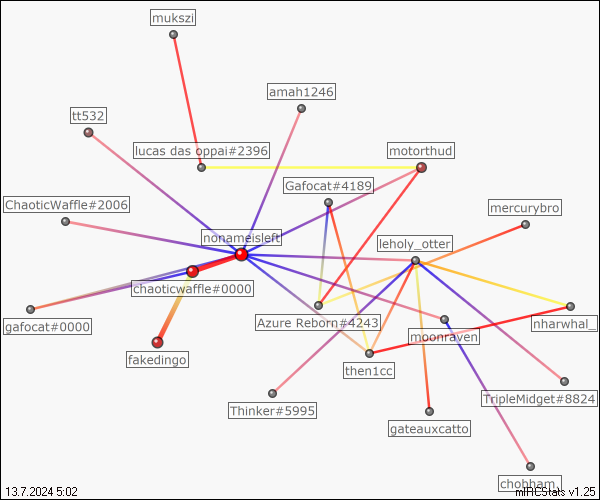 mukszi
amah1246
tt532
lucas das oppai#2396
motorthud
Gafocat#4189
ChaoticWaffle#2006
mercurybro
nonameisleft
leholy_otter
chaoticwaffle#0000
gafocat#0000
Azure Reborn#4243
moonraven
nharwhal_
fakedingo
then1cc
Thinker#5995
TripleMidget#8824
gateauxcatto
chobham_
13.7.2024 5:02
mIRCStats v1.25